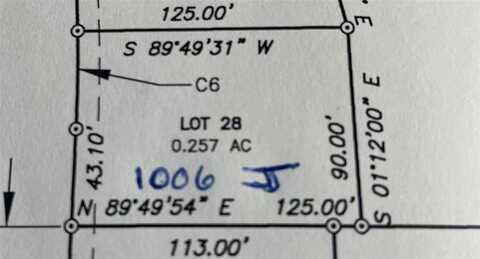 125.00'
E
S 89°49'31" W
C6
LOT 28
0.257 AC
43.10'
90.00'
S 01°12'00" E
1006 J
N 89°49'54" E 125.00'
113.00'